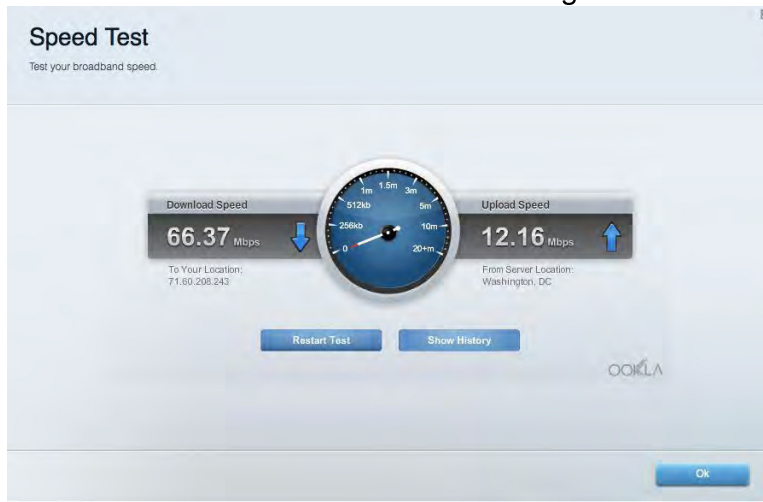 Speed Test
Test your broadband speed.
Download Speed
66.37 Mbps
To Your Location:
71.60.208.243
0
256kb
512kb
1m
1.5m
3m
5m
10m
20+m
Upload Speed
12.16 Mbps
From Server Location:
Washington, DC
Restart Test
Show History
OOKLA
Ok